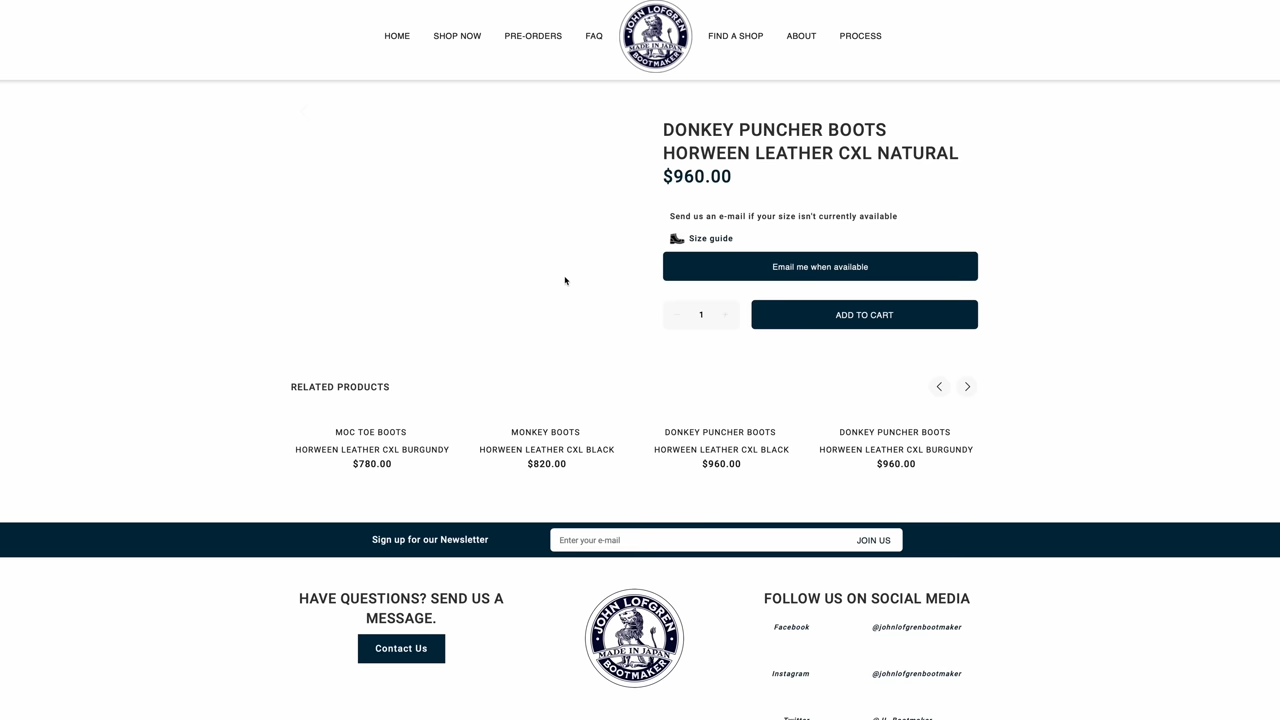 HOME SHOP NOW PRE-ORDERS FAQ FIND A SHOP ABOUT PROCESS
JOHN LOFGREN
MADE IN JAPAN
BOOTMAKER
DONKEY PUNCHER BOOTS
HORWEEN LEATHER CXL NATURAL
$960.00
Send us an e-mail if your size isn't currently available
Size guide
Email me when available
1 ADD TO CART
RELATED PRODUCTS
MOC TOE BOOTS MONKEY BOOTS DONKEY PUNCHER BOOTS DONKEY PUNCHER BOOTS
HORWEEN LEATHER CXL BURGUNDY HORWEEN LEATHER CXL BLACK HORWEEN LEATHER CXL BLACK HORWEEN LEATHER CXL BURGUNDY
$780.00 $820.00 $960.00 $960.00
Sign up for our Newsletter Enter your e-mail JOIN US
HAVE QUESTIONS? SEND US A
MESSAGE.
Contact Us
JOHN LOFGREN
MADE IN JAPAN
BOOTMAKER
FOLLOW US ON SOCIAL MEDIA
Facebook @johnlofgrenbootmaker
Instagram @johnlofgrenbootmaker